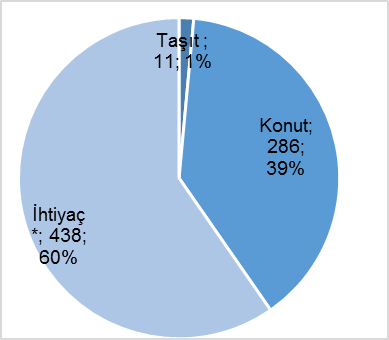 Taşıt ;
11; 1%
Konut;
286;
39%
İhtiyaç
*; 438;
60%